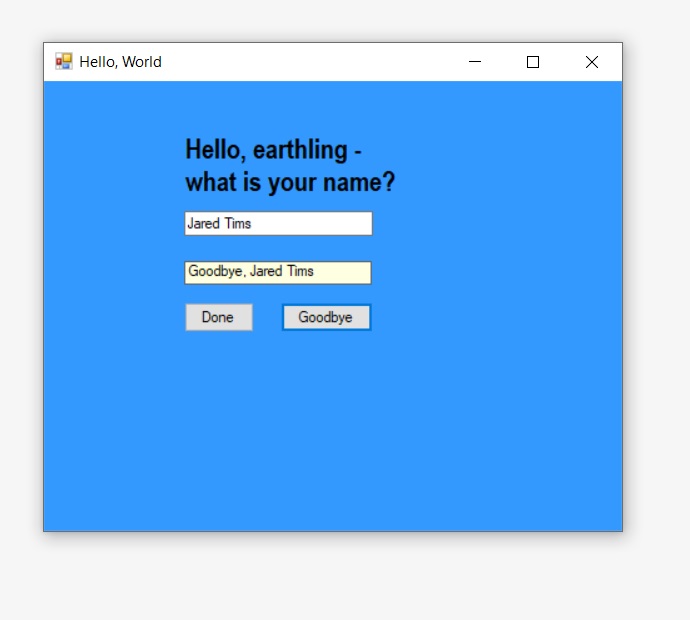 Hello, World
Hello, earthling -
what is your name?
Jared Tims
Goodbye, Jared Tims
Done Goodbye